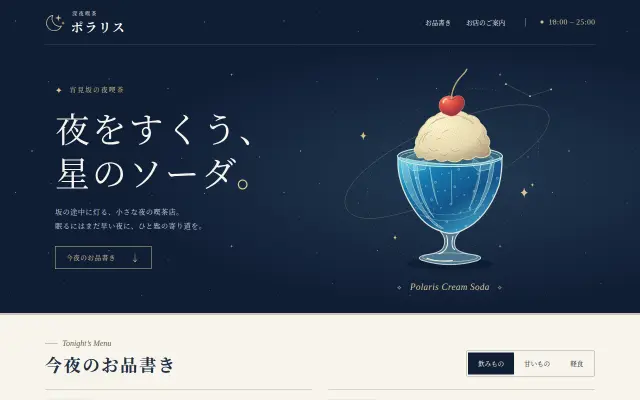 深夜喫茶
ポラリス
お品書き
お店のご案内
18:00 – 25:00
宵見坂の夜喫茶
夜をすくう、
星のソーダ。
坂の途中に灯る、小さな夜の喫茶店。
眠るにはまだ早い夜に、ひと匙の寄り道を。
今夜のお品書き ↓
Polaris Cream Soda
Tonight's Menu
今夜のお品書き
飲みもの
甘いもの
軽食